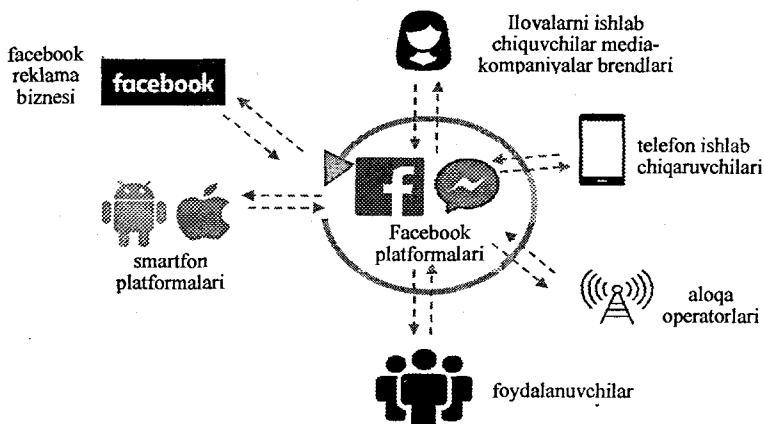 facebook
reklama
biznesi
facebook
Ilovalarni ishlab
chiquvchilar media-
kompaniyalar brendlari
telefon ishlab
chiqaruvchilari
smartfon
platformalari
f
Facebook
platformalari
aloqa
operatorlari
foydalanuvchilar